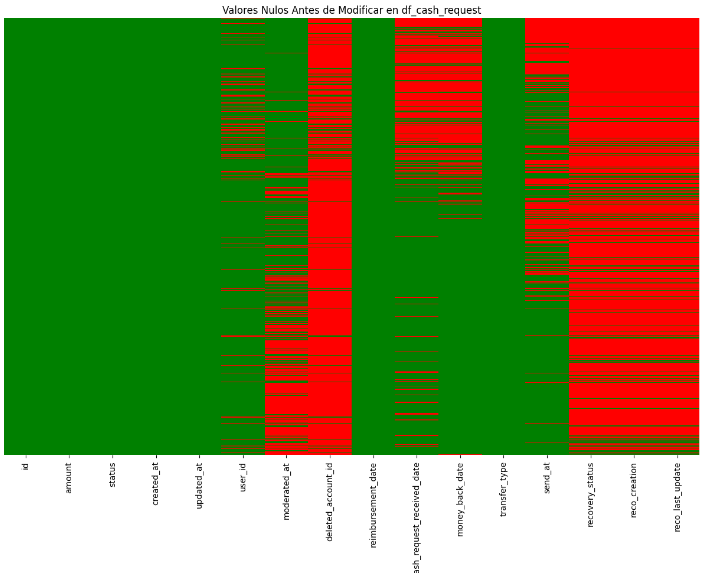 Valores Nulos Antes de Modificar en df_cash_request
id
amount
status
created_at
updated_at
user_id
moderated_at
deleted_account_id
reimbursement_date
ash_request_received_date
money_back_date
transfer_type
send_at
recovery_status
reco_creation
reco_last_update